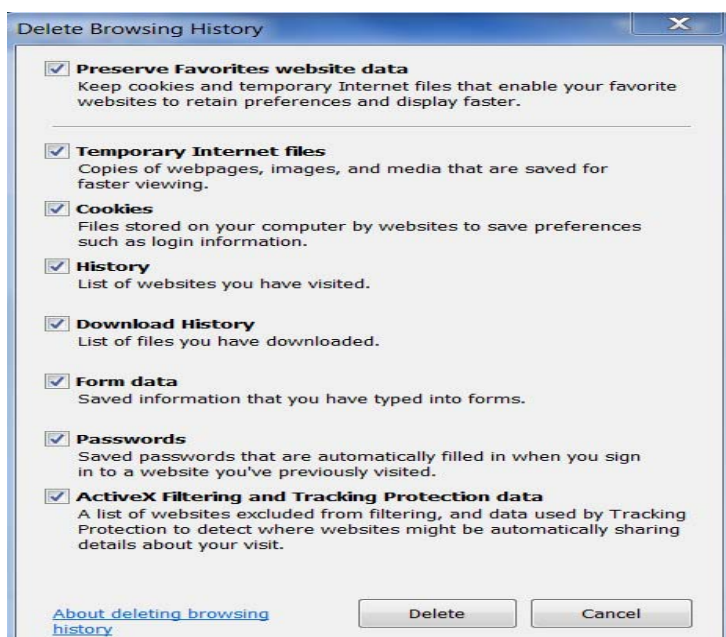 Delete Browsing History
X
Preserve Favorites website data
Keep cookies and temporary Internet files that enable your favorite
websites to retain preferences and display faster.
Temporary Internet files
Copies of webpages, images, and media that are saved for
faster viewing.
Cookies
Files stored on your computer by websites to save preferences
such as login information.
History
List of websites you have visited.
Download History
List of files you have downloaded.
Form data
Saved information that you have typed into forms.
Passwords
Saved passwords that are automatically filled in when you sign
in to a website you've previously visited.
ActiveX Filtering and Tracking Protection data
A list of websites excluded from filtering, and data used by Tracking
Protection to detect where websites might be automatically sharing
details about your visit.
About deleting browsing
history
Delete
Cancel